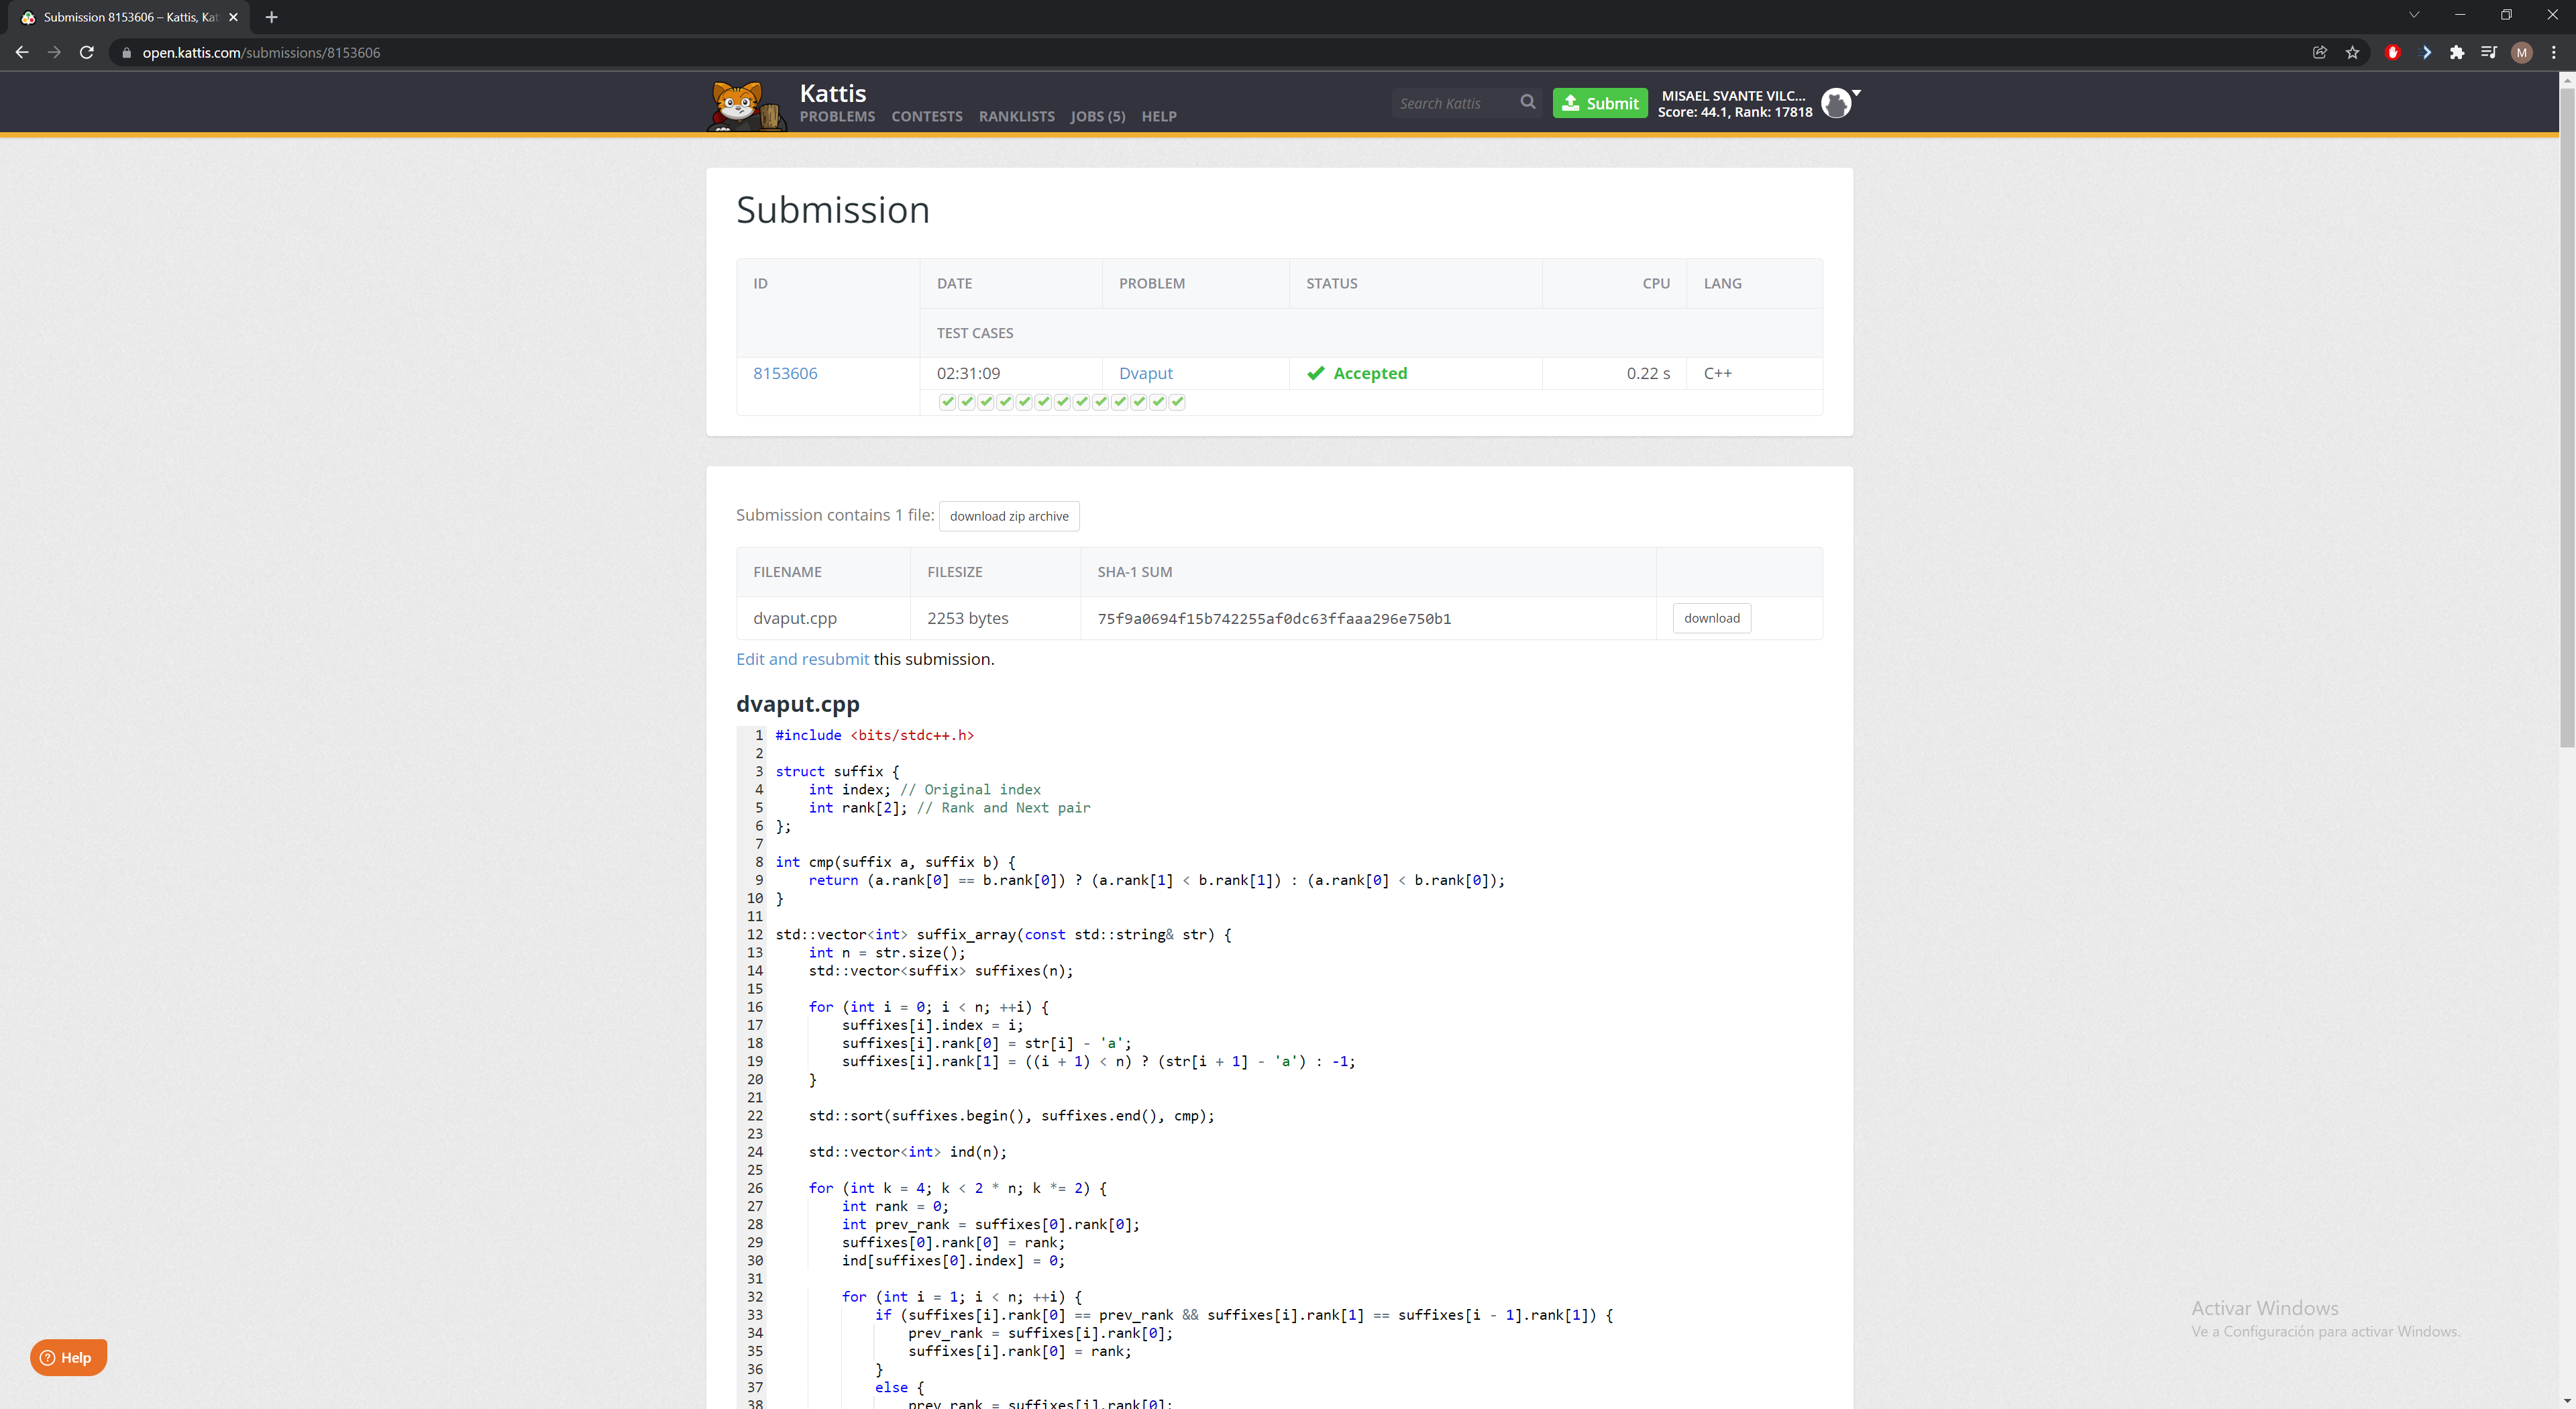 Submission 8153606 – Kattis, Kat
open.kattis.com/submissions/8153606
M
Kattis
PROBLEMS CONTESTS RANKLISTS JOBS (5) HELP
Search Kattis
Submit
MISAEL SVANTE VILC...
Score: 44.1, Rank: 17818
Submission
ID DATE PROBLEM STATUS CPU LANG
TEST CASES
8153606 02:31:09 Dvaput Accepted 0.22 s C++
Submission contains 1 file: download zip archive
FILENAME FILESIZE SHA-1 SUM
dvaput.cpp 2253 bytes 75f9a0694f15b742255af0dc63ffaaa296e750b1 download
Edit and resubmit this submission.
dvaput.cpp
1 #include <bits/stdc++.h>
2
3 struct suffix {
4     int index; // Original index
5     int rank[2]; // Rank and Next pair
6 };
7
8 int cmp(suffix a, suffix b) {
9     return (a.rank[0] == b.rank[0]) ? (a.rank[1] < b.rank[1]) : (a.rank[0] < b.rank[0]);
10 }
11
12 std::vector<int> suffix_array(const std::string& str) {
13     int n = str.size();
14     std::vector<suffix> suffixes(n);
15
16     for (int i = 0; i < n; ++i) {
17         suffixes[i].index = i;
18         suffixes[i].rank[0] = str[i] - 'a';
19         suffixes[i].rank[1] = ((i + 1) < n) ? (str[i + 1] - 'a') : -1;
20     }
21
22     std::sort(suffixes.begin(), suffixes.end(), cmp);
23
24     std::vector<int> ind(n);
25
26     for (int k = 4; k < 2 * n; k *= 2) {
27         int rank = 0;
28         int prev_rank = suffixes[0].rank[0];
29         suffixes[0].rank[0] = rank;
30         ind[suffixes[0].index] = 0;
31
32         for (int i = 1; i < n; ++i) {
33             if (suffixes[i].rank[0] == prev_rank && suffixes[i].rank[1] == suffixes[i - 1].rank[1]) {
34                 prev_rank = suffixes[i].rank[0];
35                 suffixes[i].rank[0] = rank;
36             }
37             else {
38                 prev_rank = suffixes[i].rank[0];
Help
Activar Windows
Ve a Configuración para activar Windows.